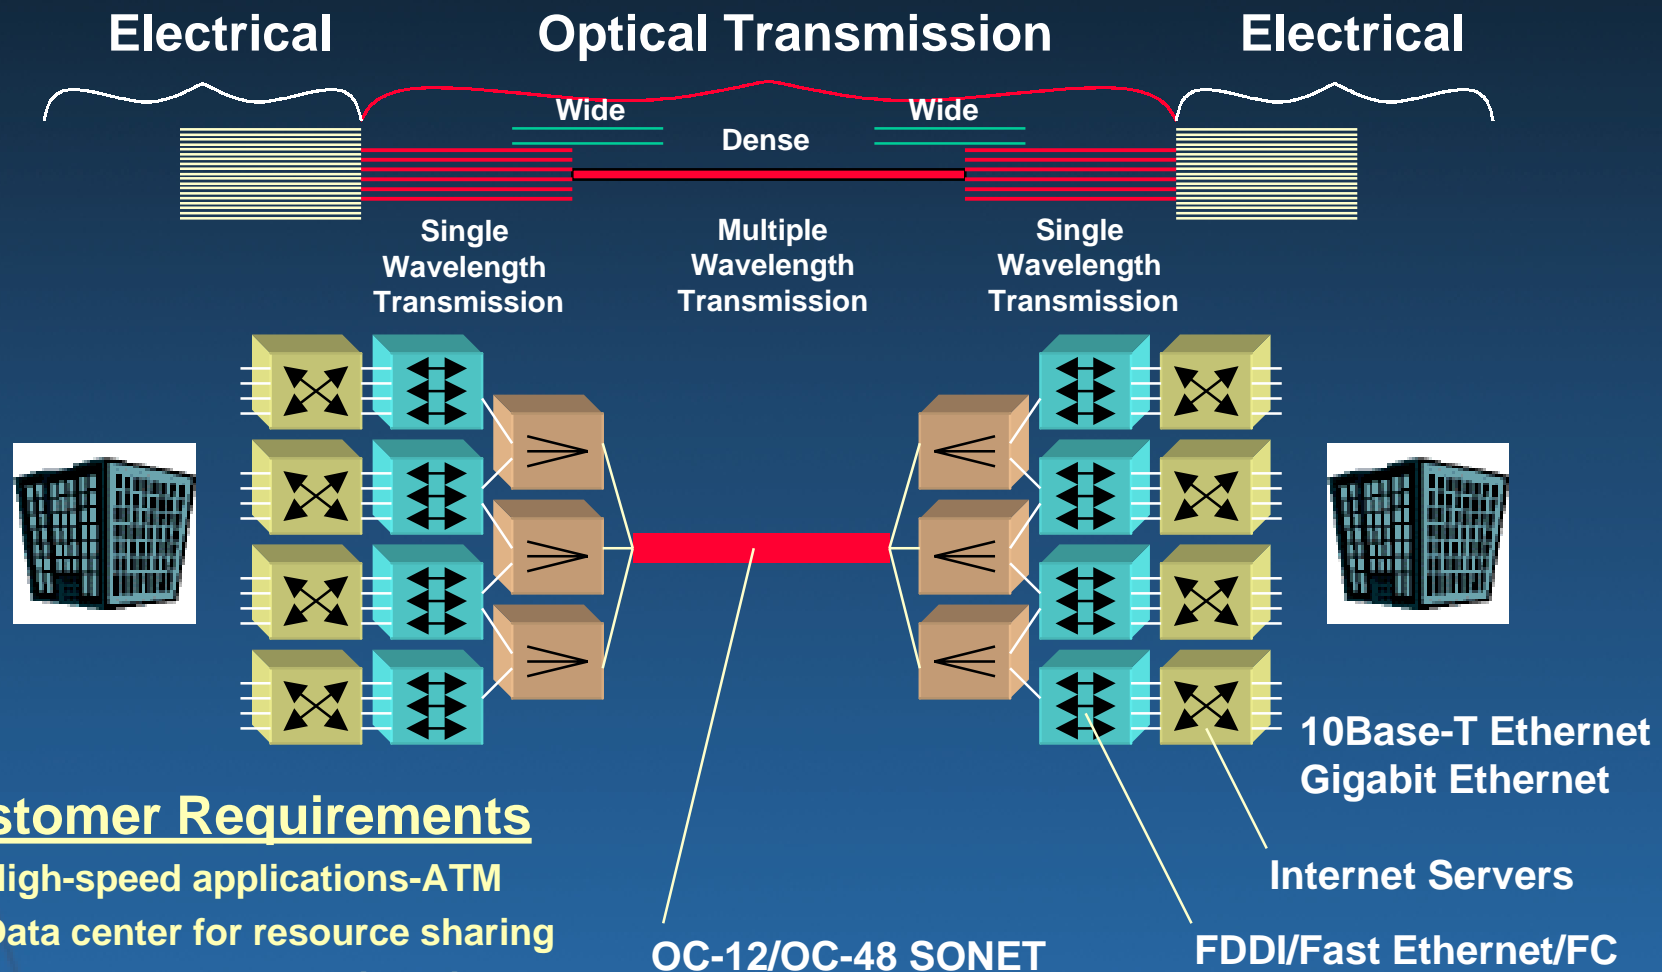 Electrical
Optical Transmission
Electrical
Wide
Wide
Dense
Single
Wavelength
Transmission
Multiple
Wavelength
Transmission
Single
Wavelength
Transmission
10Base-T Ethernet
Gigabit Ethernet
stomer Requirements
High-speed applications-ATM
Data center for resource sharing
Internet Servers
OC-12/OC-48 SONET
FDDI/Fast Ethernet/FC